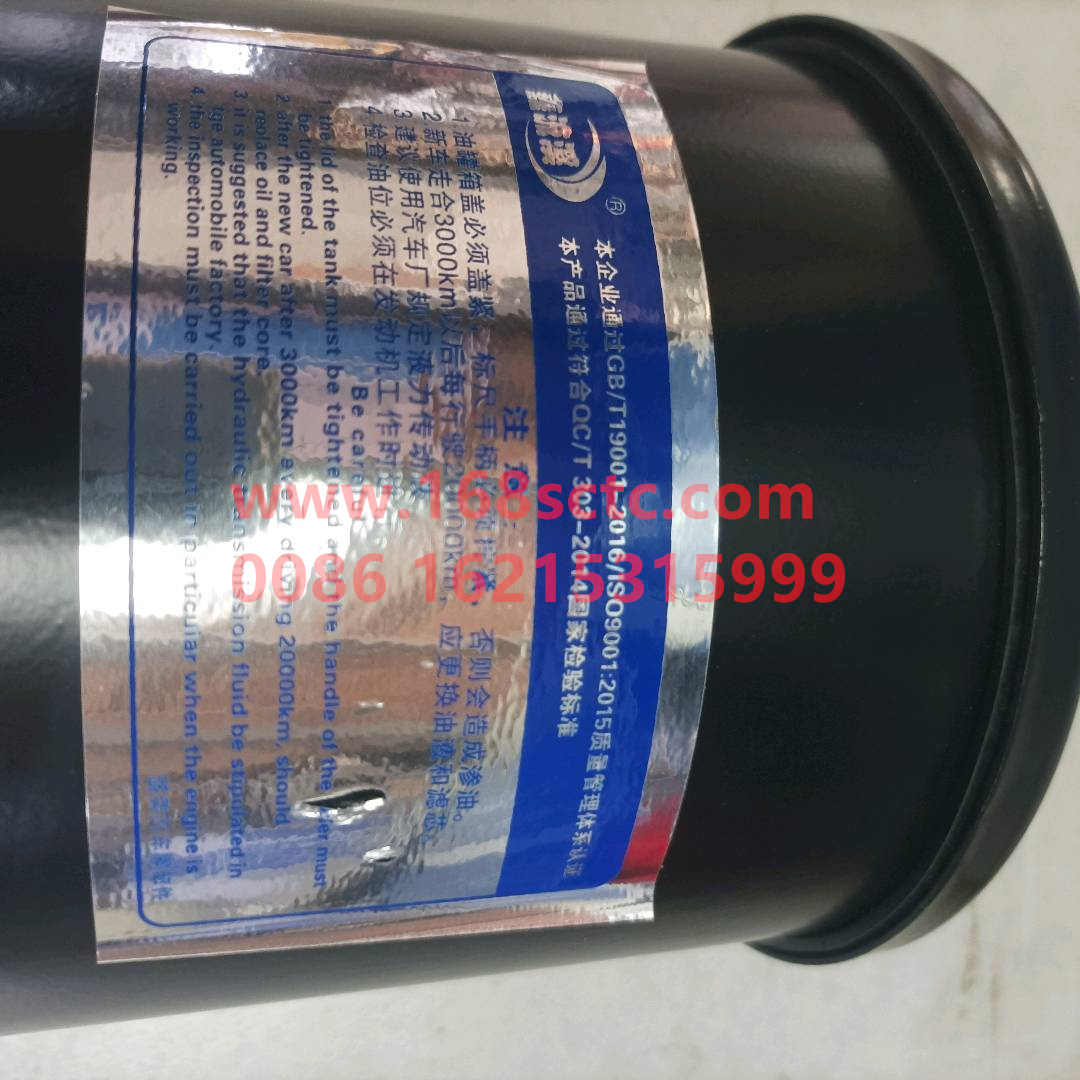 ®
本企业通过GB/T19001-2016/ISO9001:2015质量管理体系认证
本产品通过符合QC/T 303-2014国家检验标准
注
1 油罐箱盖必须盖紧，标尺手柄 否则会造成渗油。
2 新车走合3000km以后每行驶20000km，应更换油液和滤芯。
3 建议使用汽车厂规定液力传动
4 检查油位必须在发动机工作时
Be careful
1. the lid of the tank must be tightened and the handle of the must
be tightened.
2 after the new car after 3000km every driving 20000km, should
replace oil and filter core.
3 it is suggested that the hydraulic transmission fluid be stipulated in
tge automobile factory.
4. the inspection must be carried out in particular when the engine is
working.
www.168sctc.com
0086 16215315999